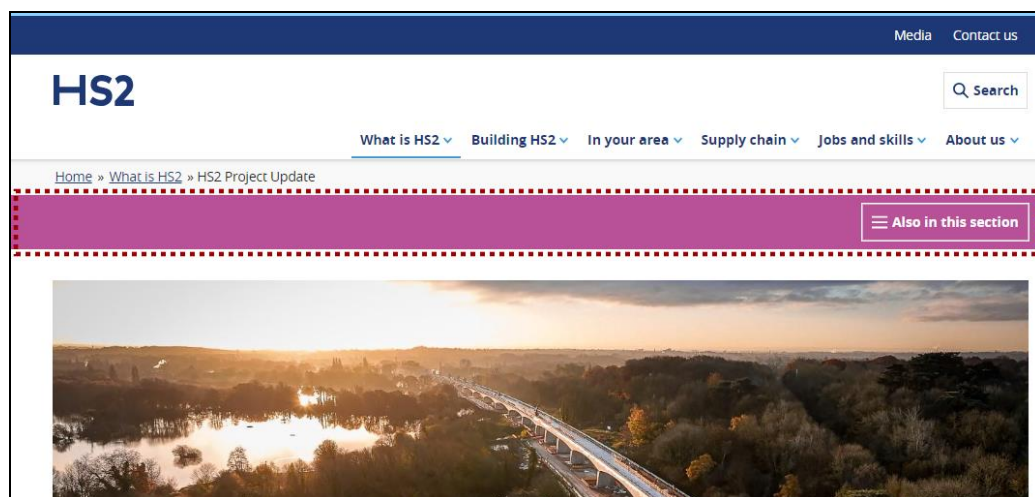 Media Contact us
HS2
Search
What is HS2 Building HS2 In your area Supply chain Jobs and skills About us
Home » What is HS2 » HS2 Project Update
Also in this section